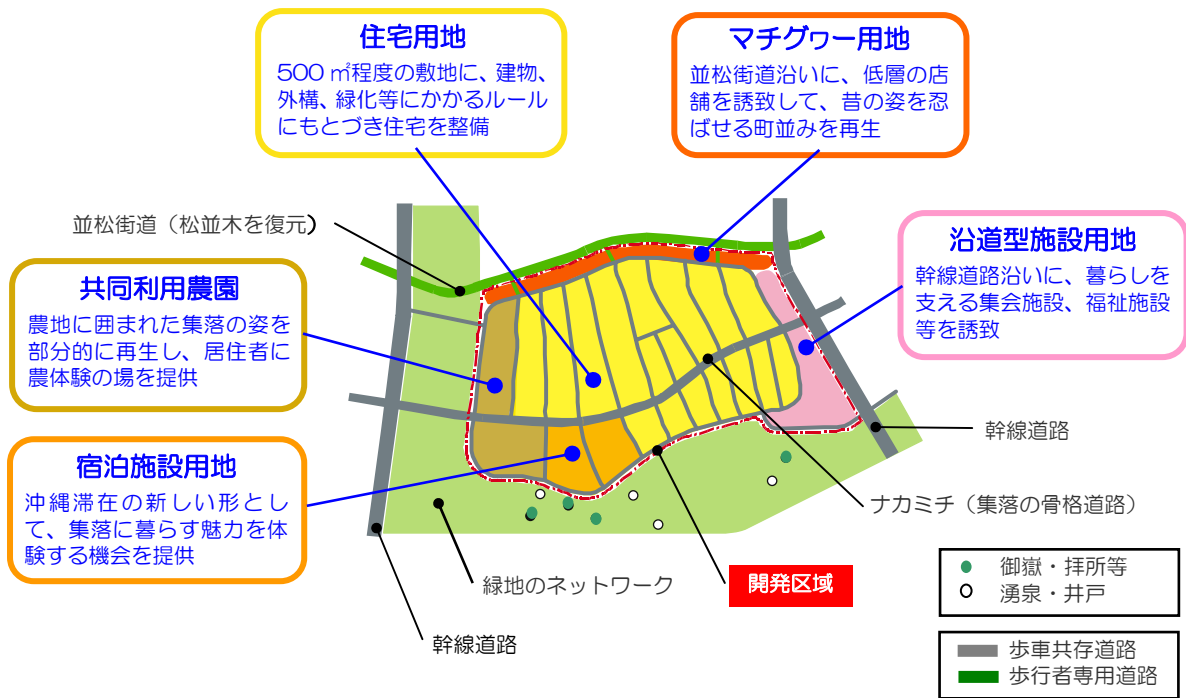 住宅用地
500 ㎡程度の敷地に、建物、
外構、緑化等にかかるルール
にもとづき住宅を整備
マチグヮー用地
並松街道沿いに、低層の店
舗を誘致して、昔の姿を忍
ばせる町並みを再生
並松街道（松並木を復元）
沿道型施設用地
幹線道路沿いに、暮らしを
支える集会施設、福祉施設
等を誘致
共同利用農園
農地に囲まれた集落の姿を
部分的に再生し、居住者に
農体験の場を提供
幹線道路
宿泊施設用地
沖縄滞在の新しい形とし
て、集落に暮らす魅力を体
験する機会を提供
ナカミチ（集落の骨格道路）
緑地のネットワーク
開発区域
幹線道路
御嶽・拝所等
湧泉・井戸
歩車共存道路
歩行者専用道路